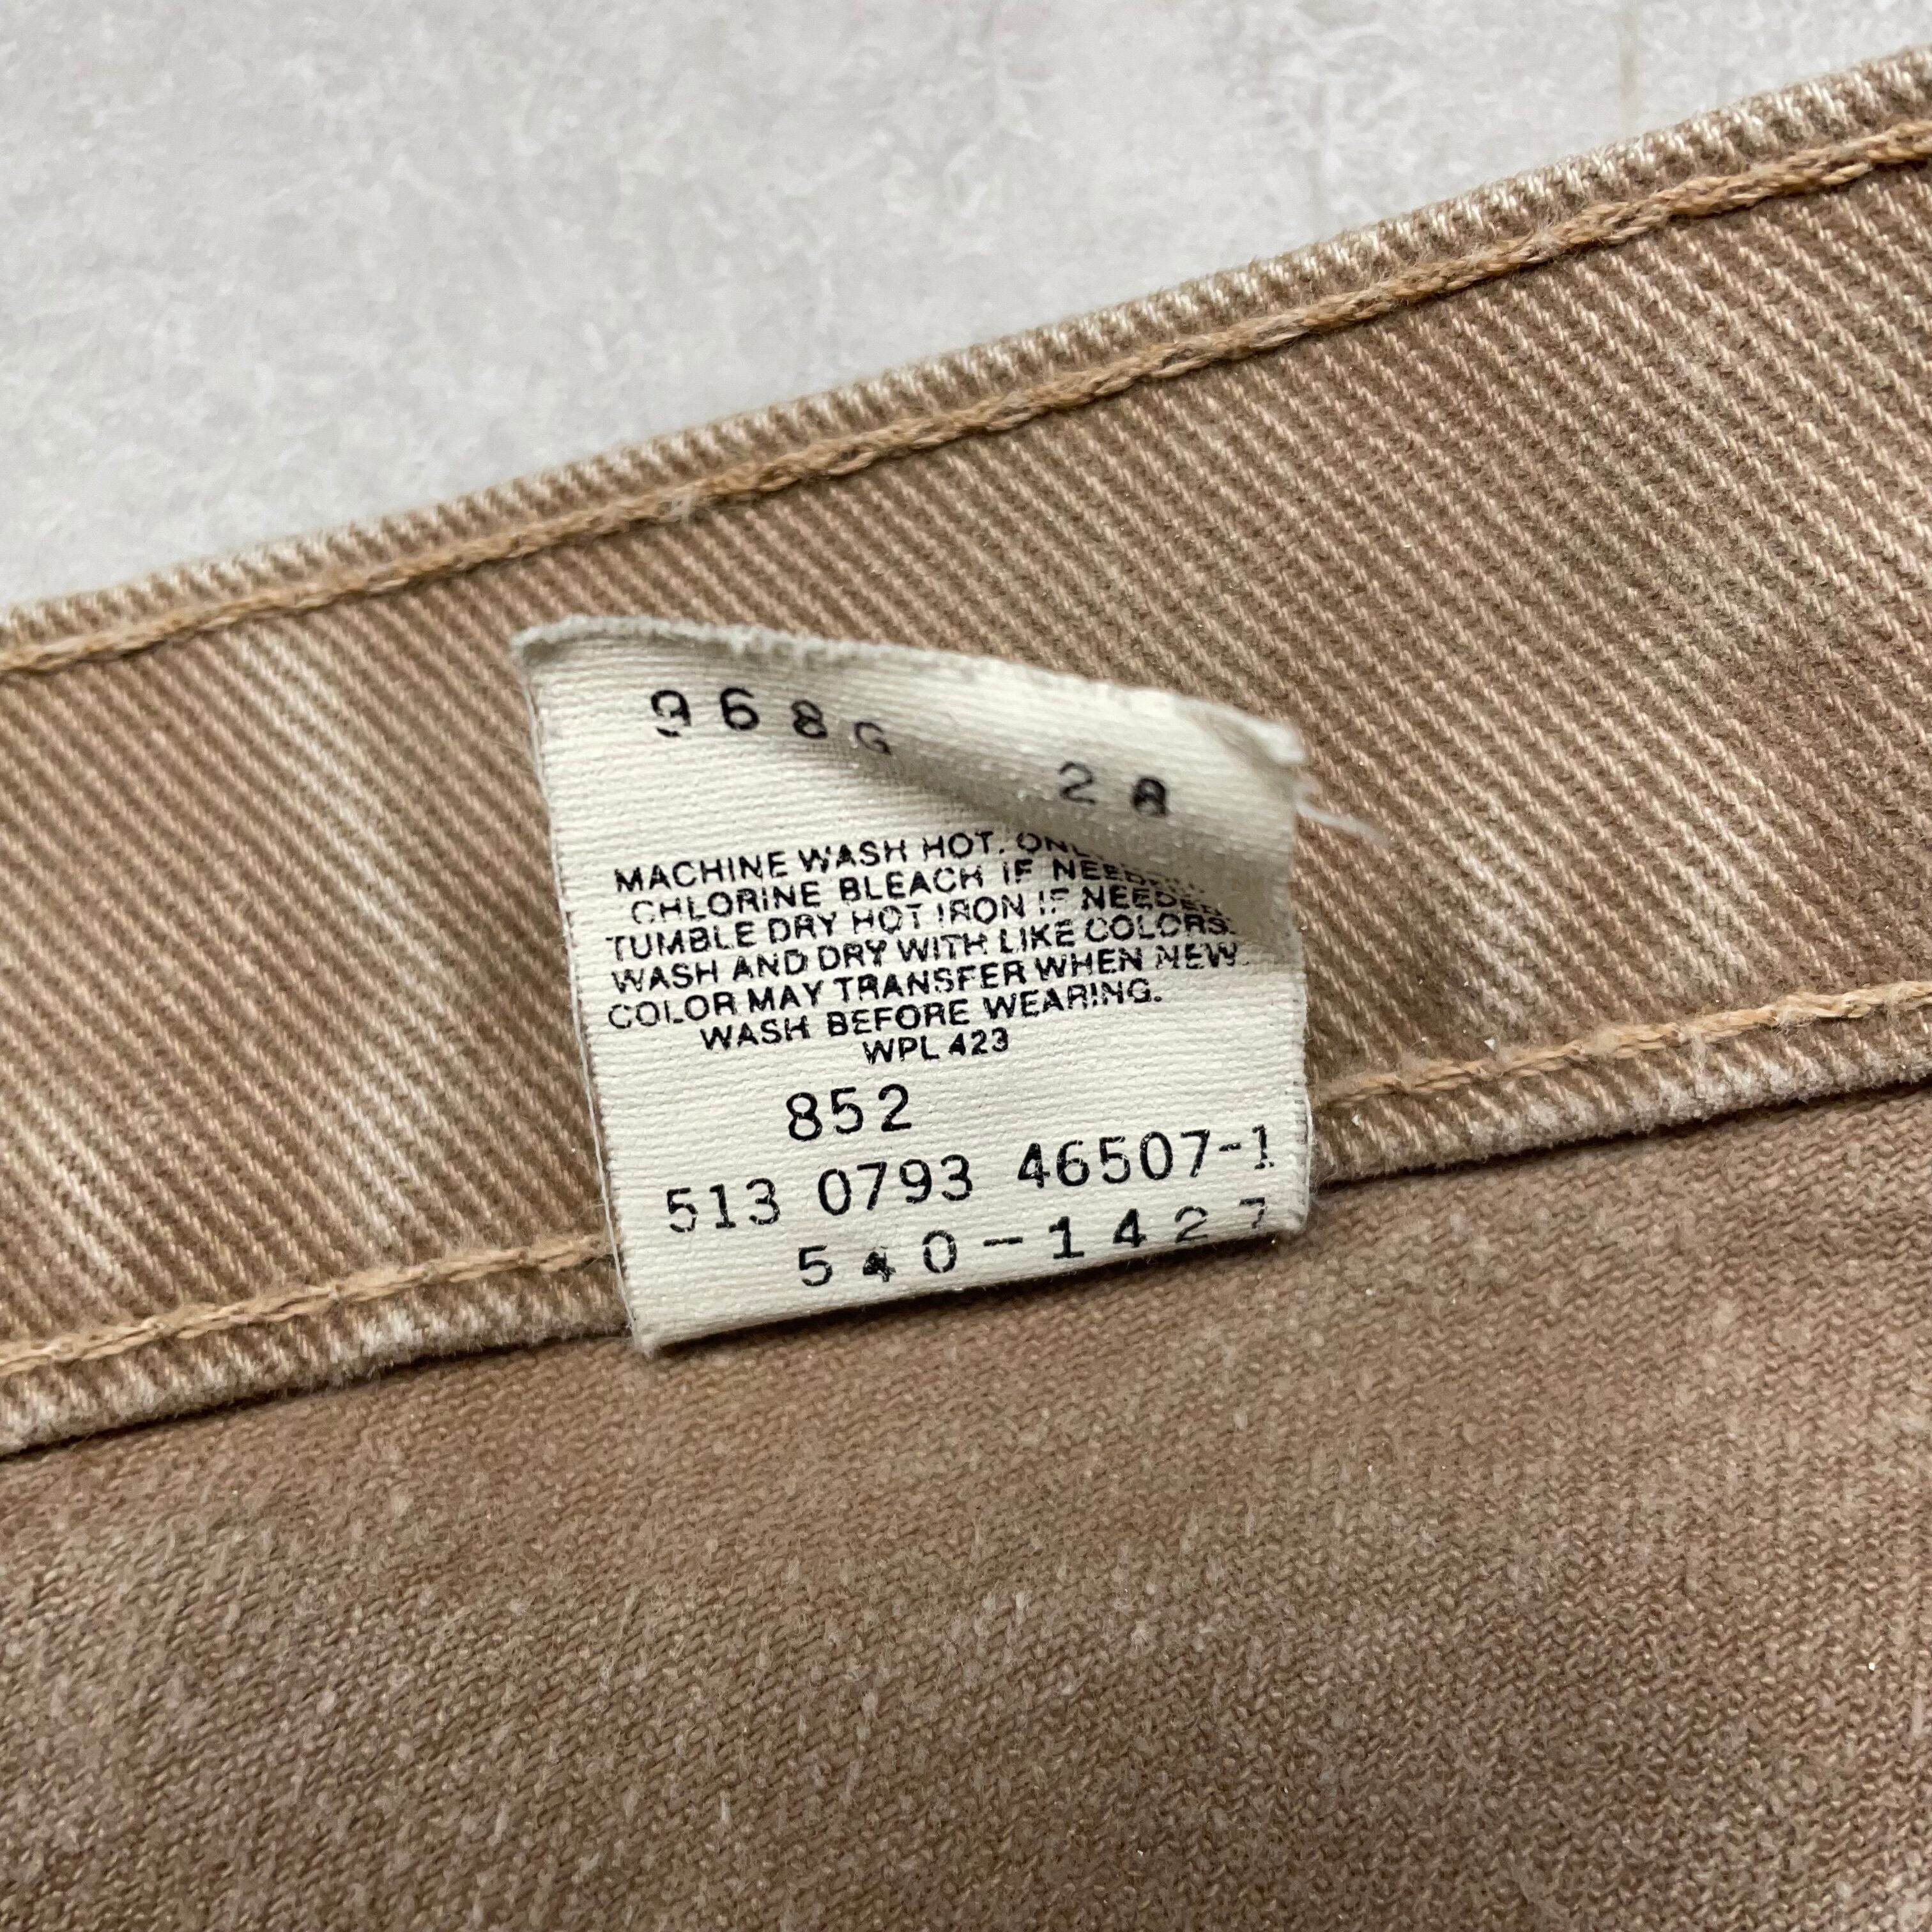 968G 28
MACHINE WASH HOT.
CHLORINE BLEACH IF NEEDED.
TUMBLE DRY HOT IRON IF NEEDED
WASH AND DRY WITH LIKE COLORS.
COLOR MAY TRANSFER WHEN NEW.
WASH BEFORE WEARING.
WPL 423
852
513 0793 46507-1
540-1427